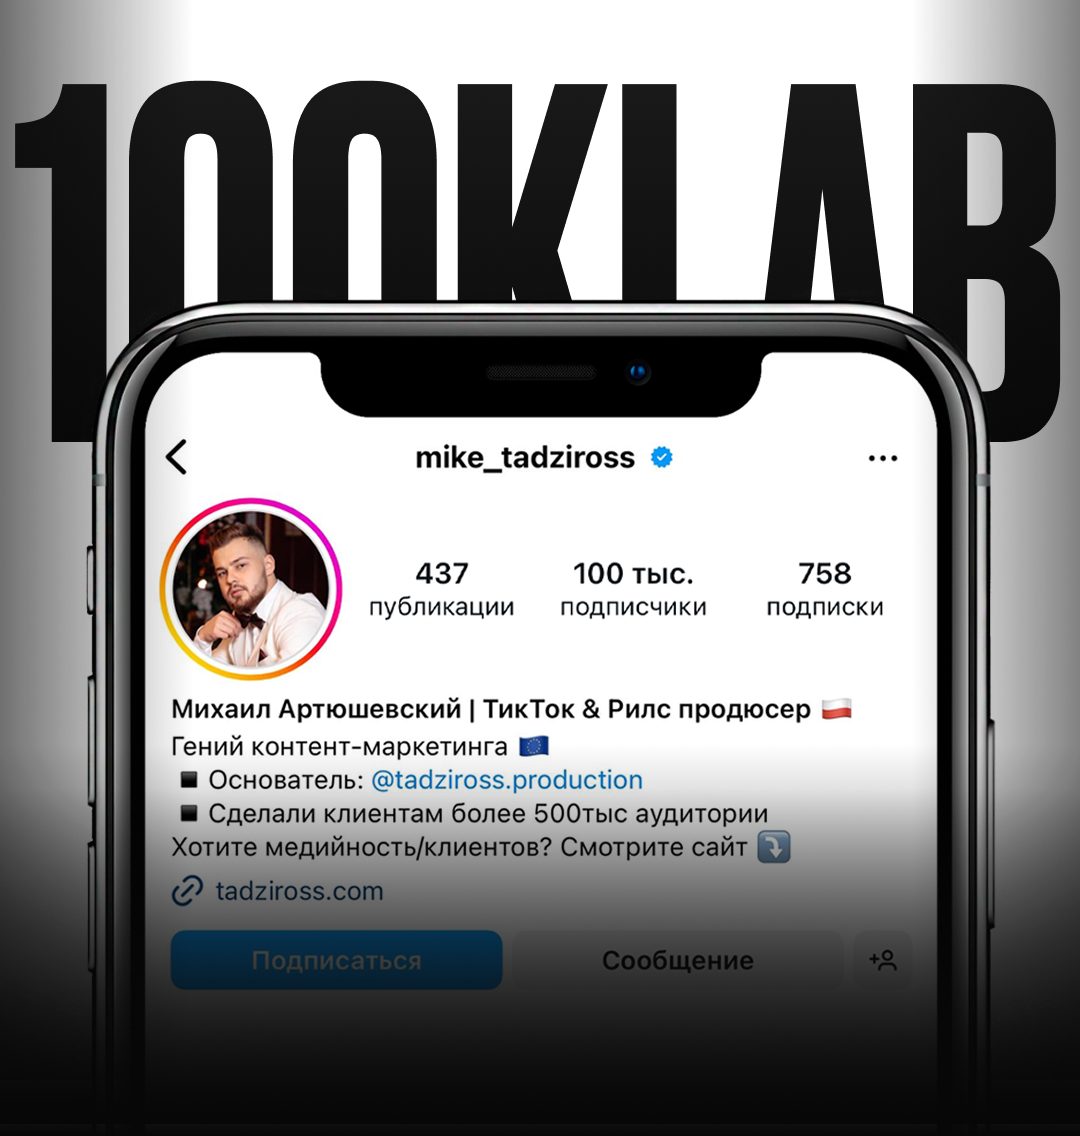 100KLAB
mike_tadziross
437
публикации
100 тыс.
подписчики
758
подписки
Михаил Артюшевский | ТикТок & Рилс продюсер 🇵🇱
Гений контент-маркетинга 🇪🇺
▪️ Основатель: @tadziross.production
▪️ Сделали клиентам более 500тыс аудитории
Хотите медийность/клиентов? Смотрите сайт ⤵️
tadziross.com
Подписаться
Сообщение